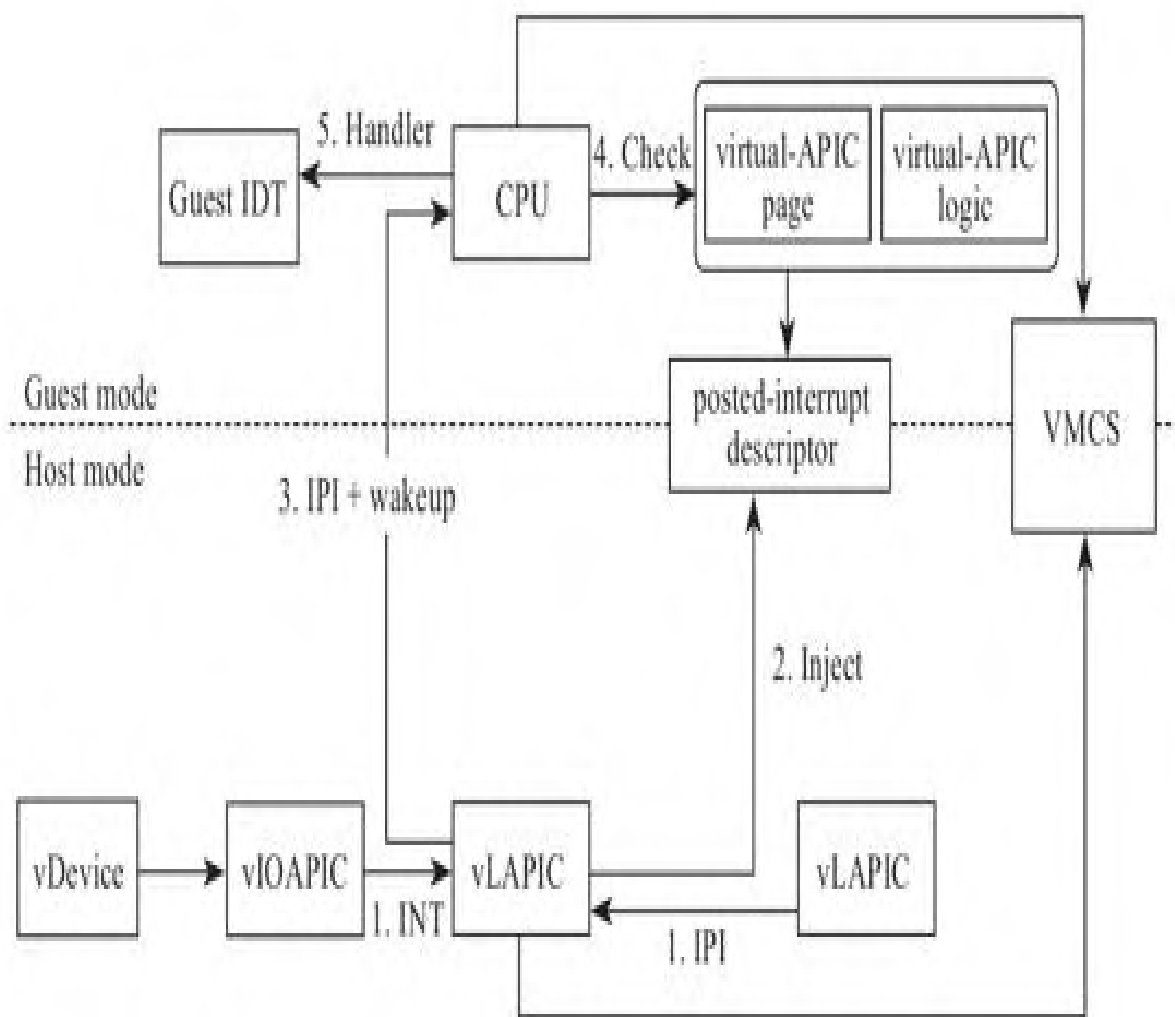 5. Handler
Guest IDT
CPU
4. Check
virtual-APIC
page
virtual-APIC
logic
Guest mode
Host mode
posted-interrupt
descriptor
VMCS
3. IPI + wakeup
2. Inject
vDevice
vIOAPIC
1. INT
vLAPIC
1. IPI
vLAPIC